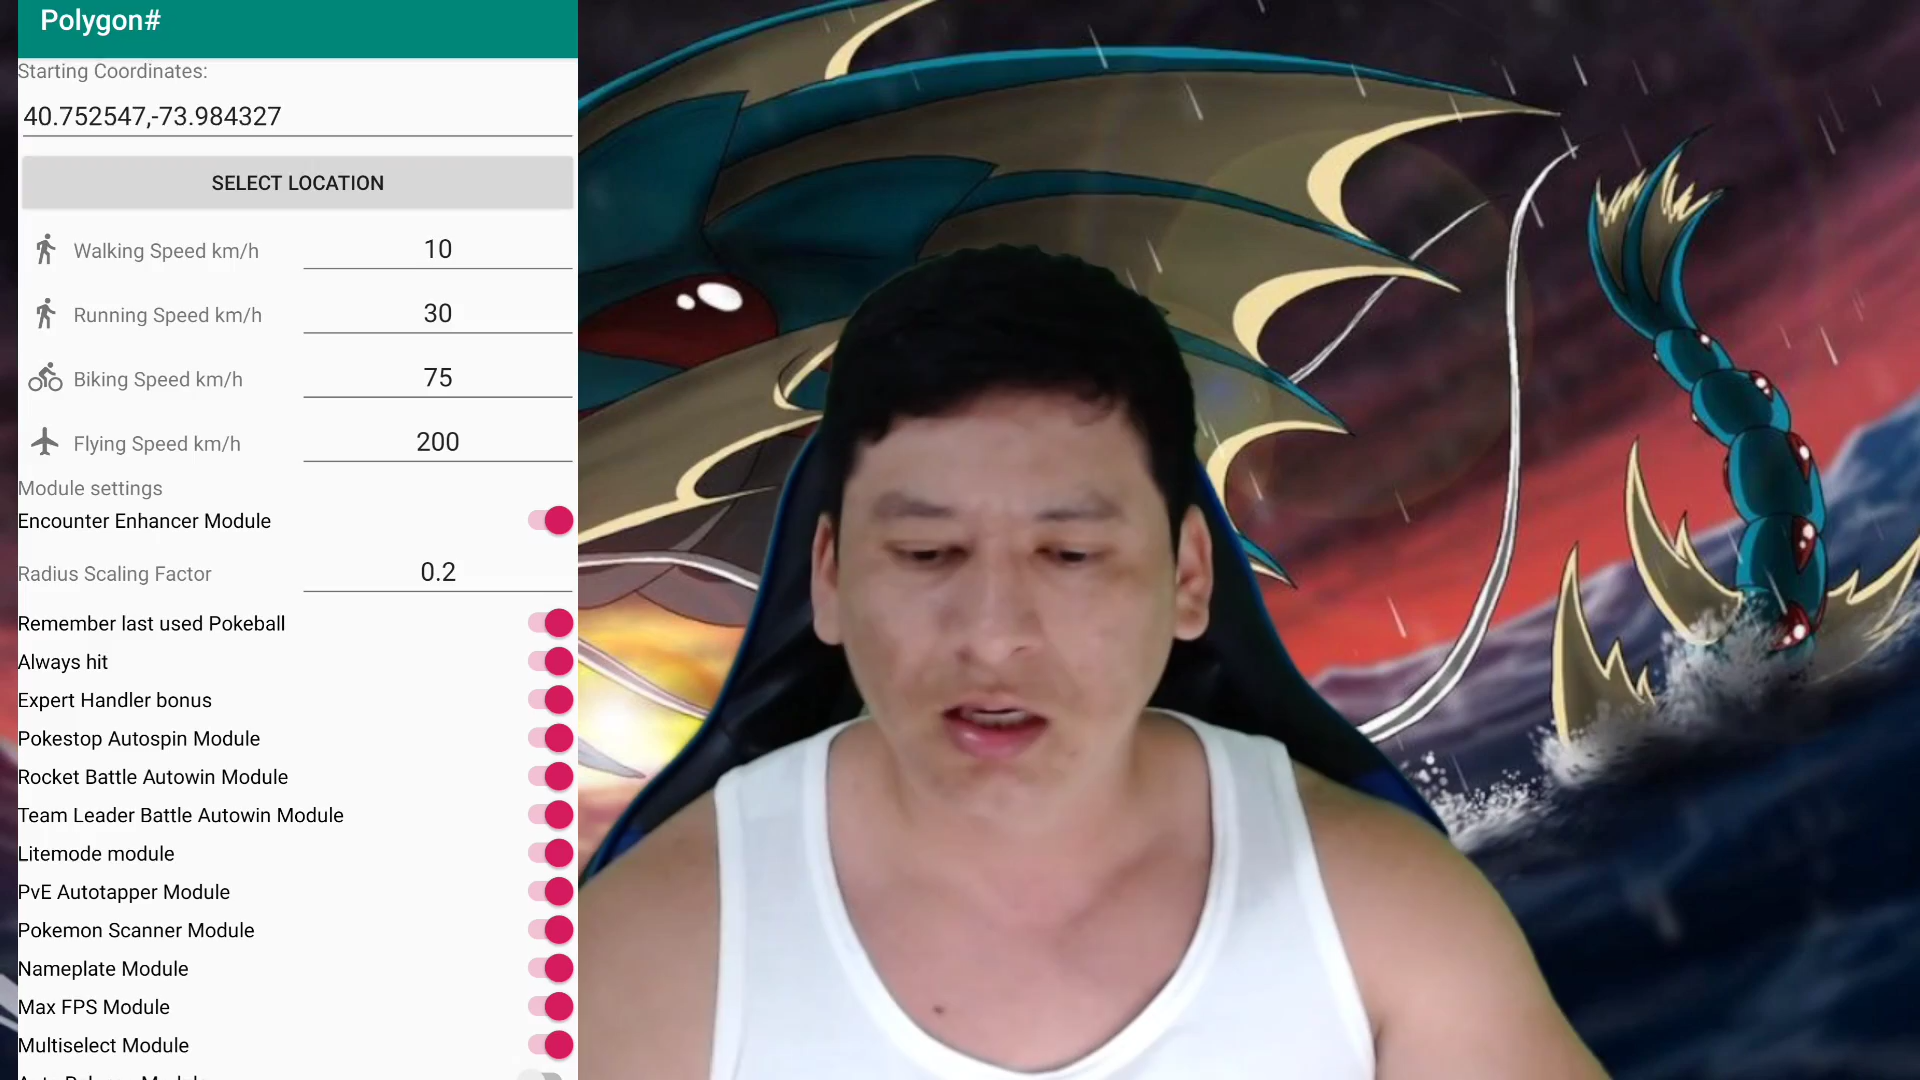 Polygon#
Starting Coordinates:
40.752547,-73.984327
SELECT LOCATION
Walking Speed km/h 10
Running Speed km/h 30
Biking Speed km/h 75
Flying Speed km/h 200
Module settings
Encounter Enhancer Module
Radius Scaling Factor 0.2
Remember last used Pokeball
Always hit
Expert Handler bonus
Pokestop Autospin Module
Rocket Battle Autowin Module
Team Leader Battle Autowin Module
Litemode module
PvE Autotapper Module
Pokemon Scanner Module
Nameplate Module
Max FPS Module
Multiselect Module